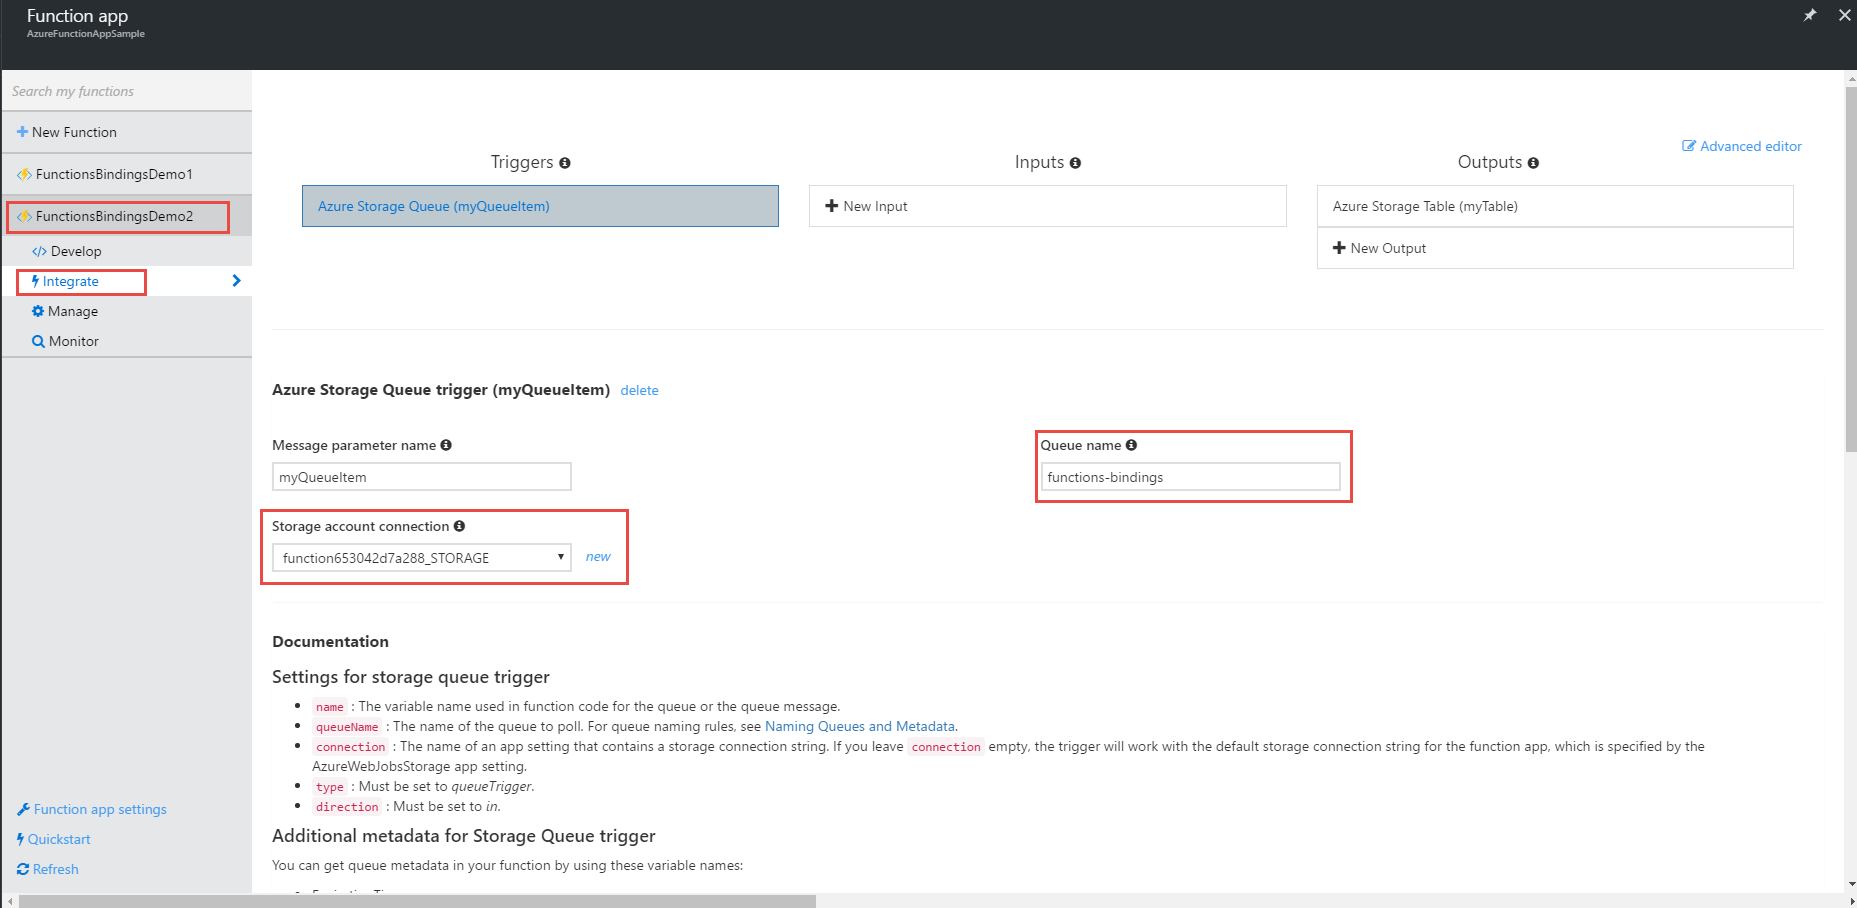 Function app
AzureFunctionAppSample
Search my functions
New Function
FunctionsBindingsDemo1
FunctionsBindingsDemo2
Develop
Integrate
Manage
Monitor
Function app settings
Quickstart
Refresh
Advanced editor
Triggers
Azure Storage Queue (myQueueItem)
Inputs
New Input
Outputs
Azure Storage Table (myTable)
New Output
Azure Storage Queue trigger (myQueueItem) delete
Message parameter name
myQueueItem
Queue name
functions-bindings
Storage account connection
function653042d7a288_STORAGE new
Documentation
Settings for storage queue trigger
name : The variable name used in function code for the queue or the queue message.
queueName : The name of the queue to poll. For queue naming rules, see Naming Queues and Metadata.
connection : The name of an app setting that contains a storage connection string. If you leave connection empty, the trigger will work with the default storage connection string for the function app, which is specified by the
AzureWebJobsStorage app setting.
type : Must be set to queueTrigger.
direction : Must be set to in.
Additional metadata for Storage Queue trigger
You can get queue metadata in your function by using these variable names: